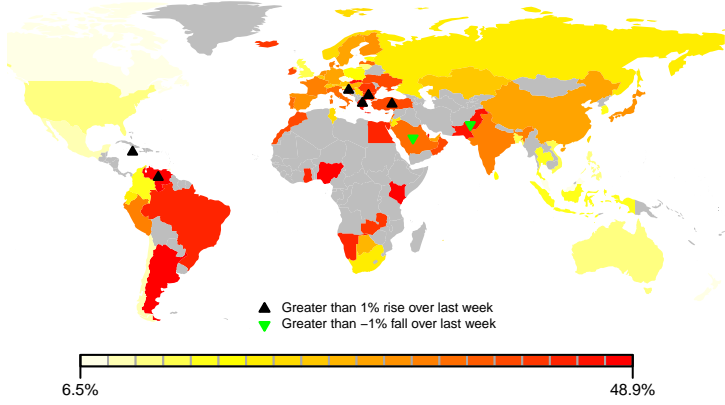 Greater than 1% rise over last week
Greater than −1% fall over last week
6.5%
48.9%